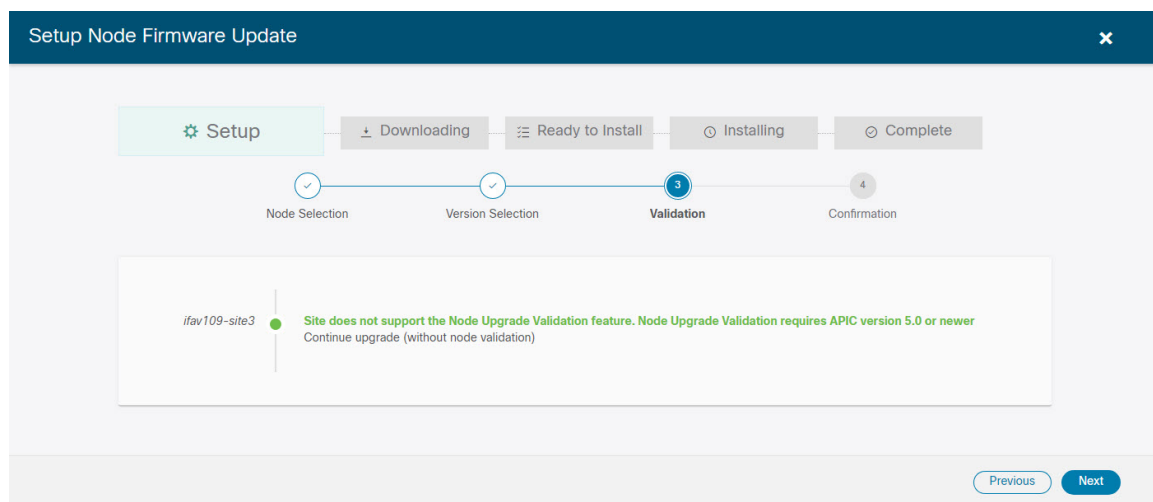 Setup Node Firmware Update
Setup
Downloading
Ready to Install
Installing
Complete
3
4
Node Selection
Version Selection
Validation
Confirmation
ifav109-site3
Site does not support the Node Upgrade Validation feature. Node Upgrade Validation requires APIC version 5.0 or newer
Continue upgrade (without node validation)
Previous
Next